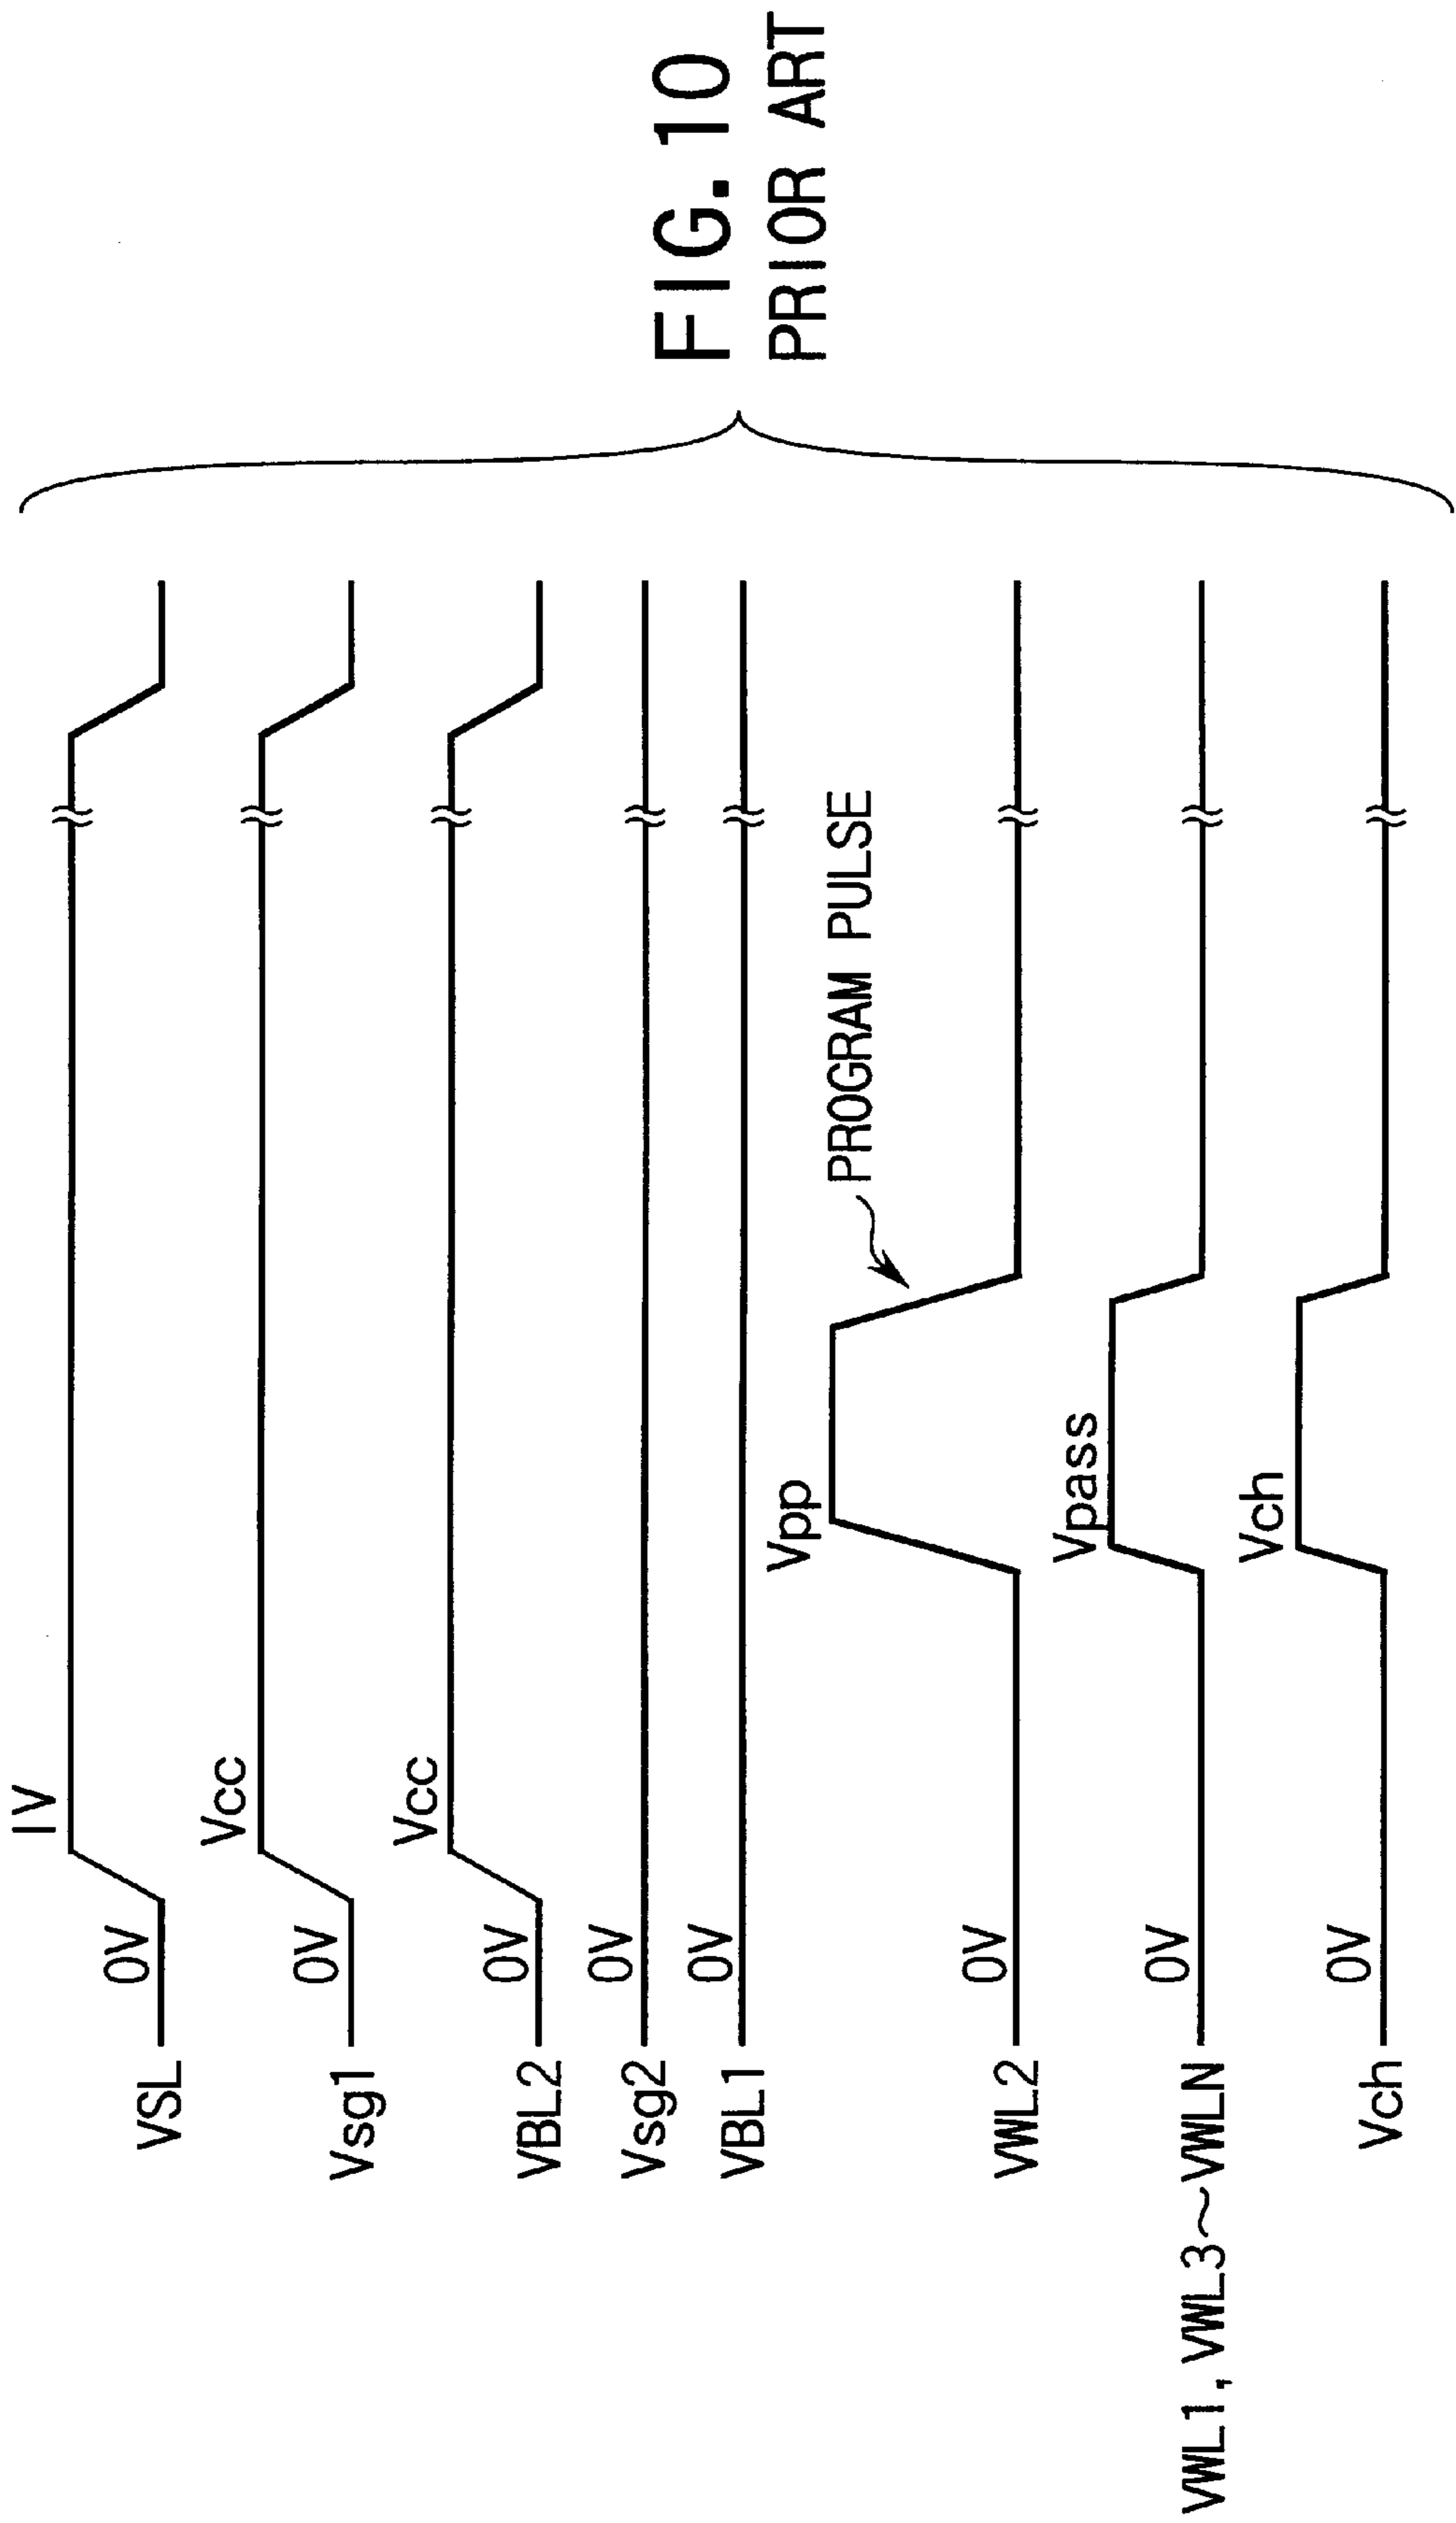 VSL 0V IV
Vsg1 0V Vcc
VBL2 0V Vcc
Vsg2 0V
VBL1 0V
VWL2 0V Vpp PROGRAM PULSE
VWL1, VWL3~VWLN 0V Vpass
Vch 0V Vch
FIG. 10
PRIOR ART